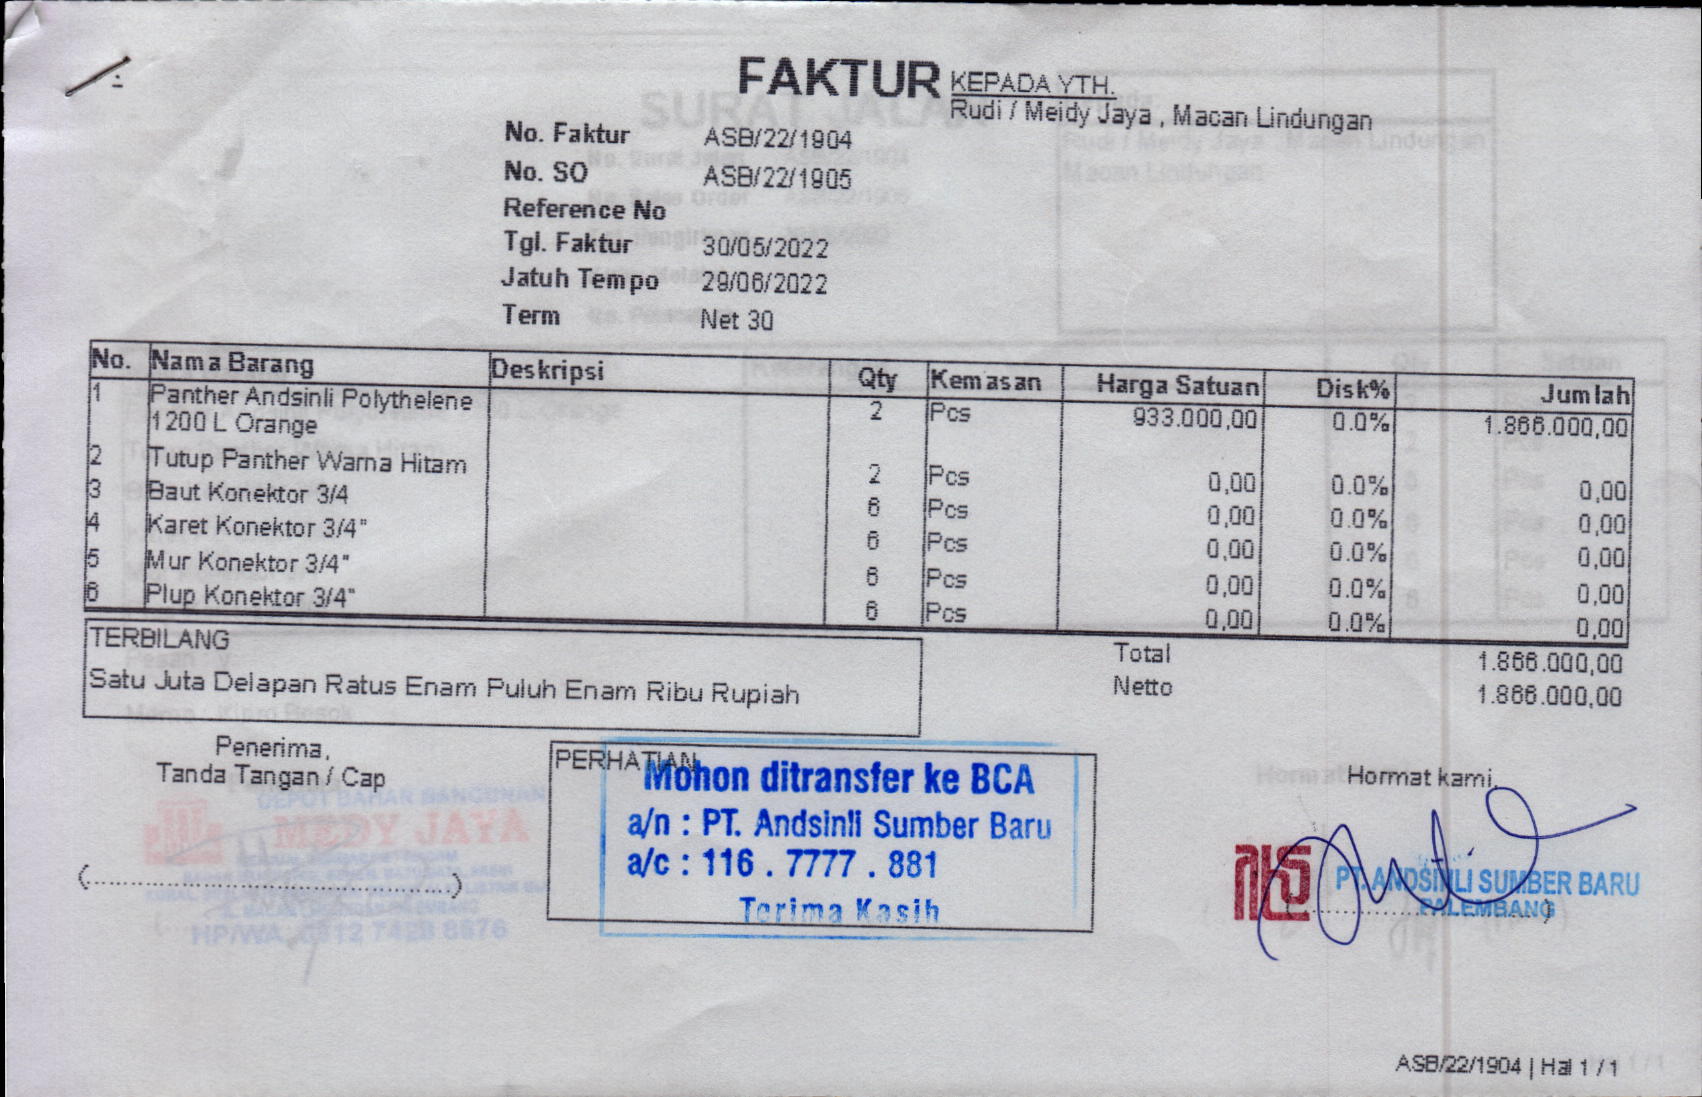 FAKTUR
KEPADA YTH.
Rudi / Meidy Jaya , Macan Lindungan
No. Faktur ASB/22/1904
No. SO ASB/22/1905
Reference No
Tgl. Faktur 30/05/2022
Jatuh Tempo 29/06/2022
Term Net 30
No. Nama Barang Deskripsi Qty Kemasan Harga Satuan Disk% Jumlah
1 Panther Andsinli Polythelene 2 Pcs 933.000,00 0.0% 1.866.000,00
1200 L Orange
2 Tutup Panther Warna Hitam 2 Pcs 0,00 0.0% 0,00
3 Baut Konektor 3/4 6 Pcs 0,00 0.0% 0,00
4 Karet Konektor 3/4" 6 Pcs 0,00 0.0% 0,00
5 Mur Konektor 3/4" 6 Pcs 0,00 0.0% 0,00
6 Plup Konektor 3/4" 6 Pcs 0,00 0.0% 0,00
TERBILANG
Satu Juta Delapan Ratus Enam Puluh Enam Ribu Rupiah
Total 1.866.000,00
Netto 1.866.000,00
Penerima,
Tanda Tangan / Cap
DEPOT BAHAN BANGUNAN
MEDY JAYA
PERHATIAN
Mohon ditransfer ke BCA
a/n : PT. Andsinli Sumber Baru
a/c : 116 . 7777 . 881
Terima Kasih
Hormat kami,
PT. ANDSINLI SUMBER BARU
PALEMBANG
ASB/22/1904 | Hal 1 / 1